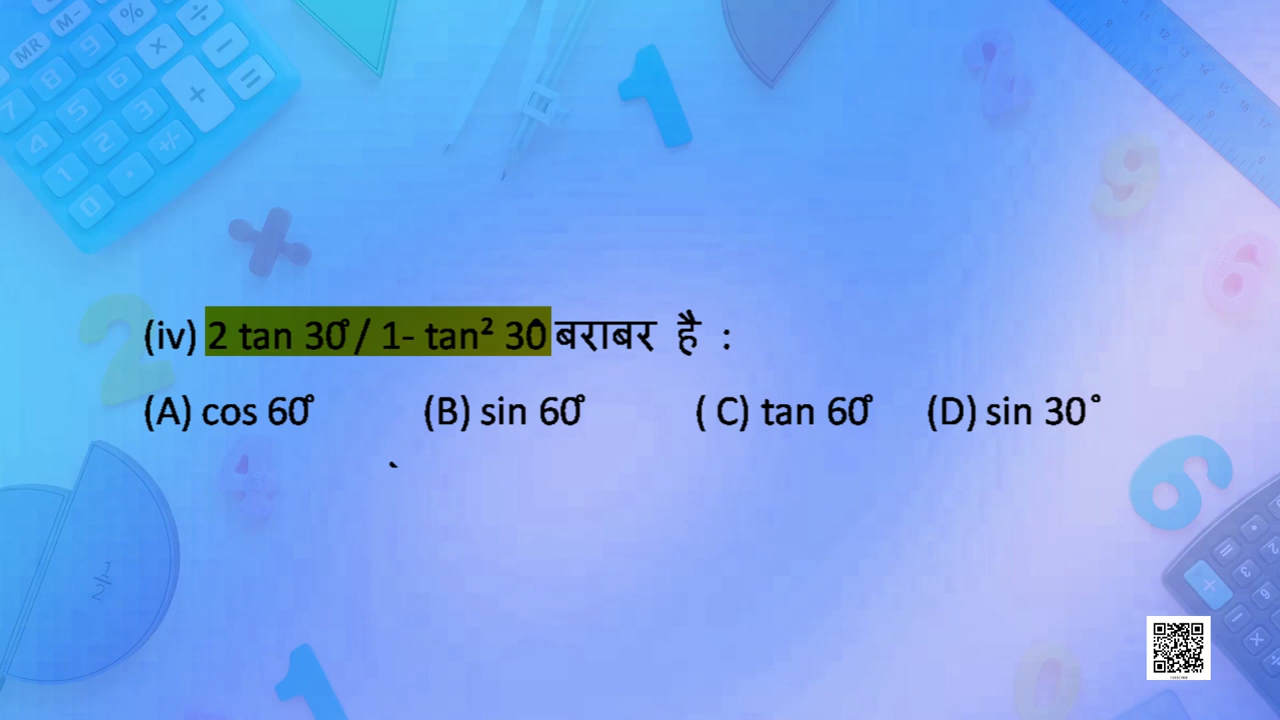 (iv) 2 tan 30° / 1- tan² 30° बराबर है :
(A) cos 60° (B) sin 60° ( C) tan 60° (D) sin 30°